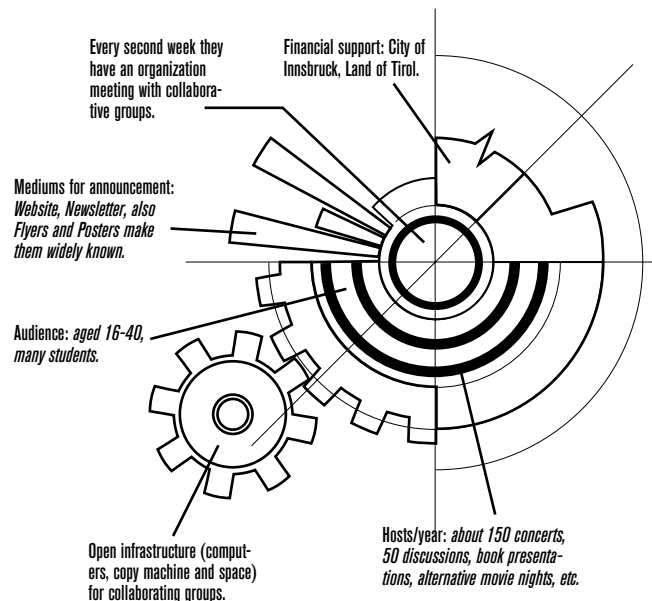 Every second week they
have an organization
meeting with collabora-
tive groups.
Financial support: City of
Innsbruck, Land of Tirol.
Mediums for announcement:
Website, Newsletter, also
Flyers and Posters make
them widely known.
Audience: aged 16-40,
many students.
Open infrastructure (comput-
ers, copy machine and space)
for collaborating groups.
Hosts/year: about 150 concerts,
50 discussions, book presenta-
tions, alternative movie nights, etc.